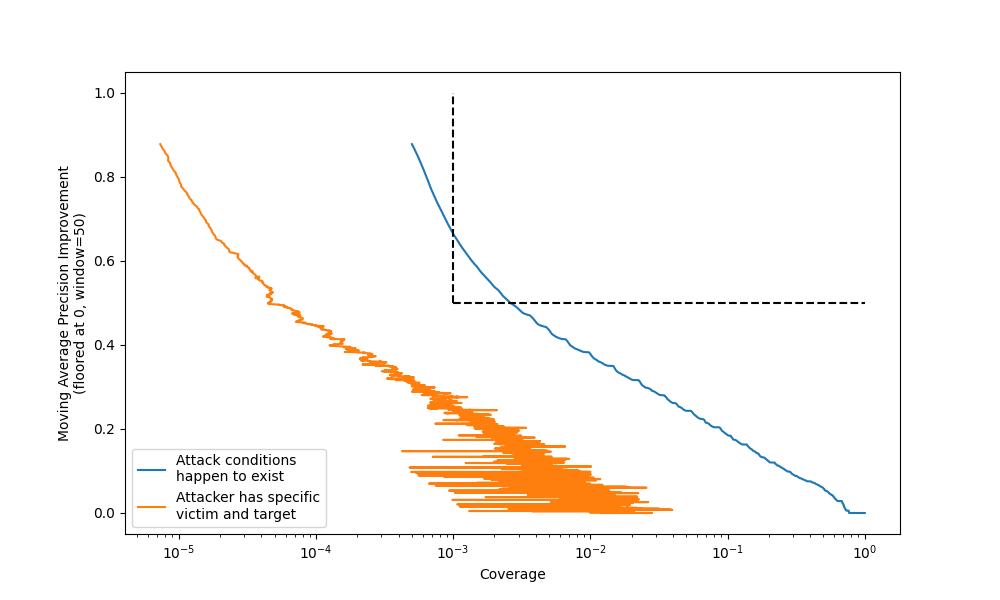 Moving Average Precision Improvement
(floored at 0, window=50)
1.0
0.8
0.6
0.4
0.2
0.0
Attack conditions
happen to exist
Attacker has specific
victim and target
10⁻⁵ 10⁻⁴ 10⁻³ 10⁻² 10⁻¹ 10⁰
Coverage